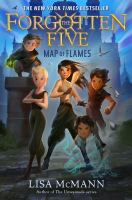 THE NEW YORK TIMES BESTSELLER
THE
FORGOTTEN
FIVE
MAP OF FLAMES
LISA McMANN
Author of The Unwanteds series